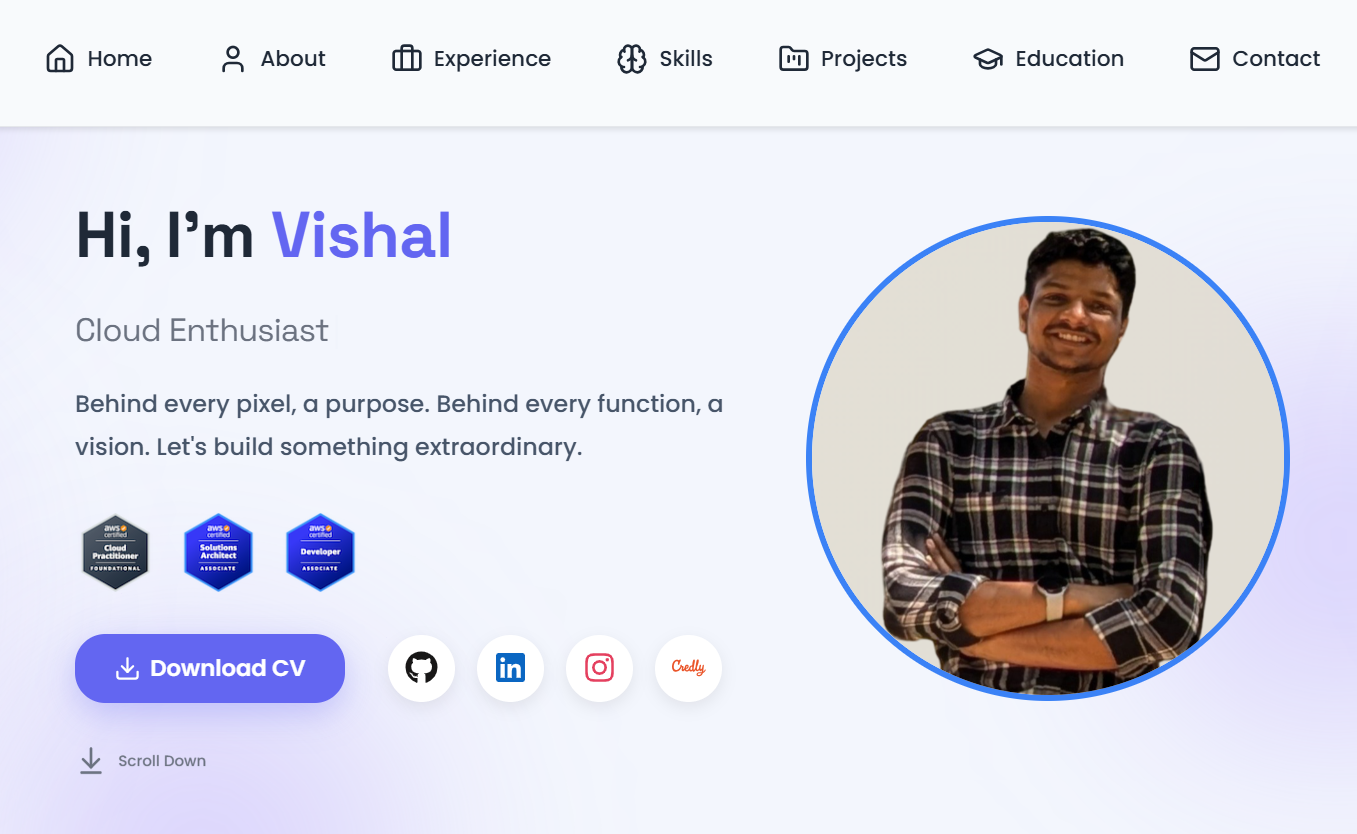 Home About Experience Skills Projects Education Contact
Hi, I’m Vishal
Cloud Enthusiast
Behind every pixel, a purpose. Behind every function, a
vision. Let's build something extraordinary.
aws
certified
Cloud
Practitioner
FOUNDATIONAL
aws
certified
Solutions
Architect
ASSOCIATE
aws
certified
Developer
ASSOCIATE
Download CV
in
Credly
Scroll Down